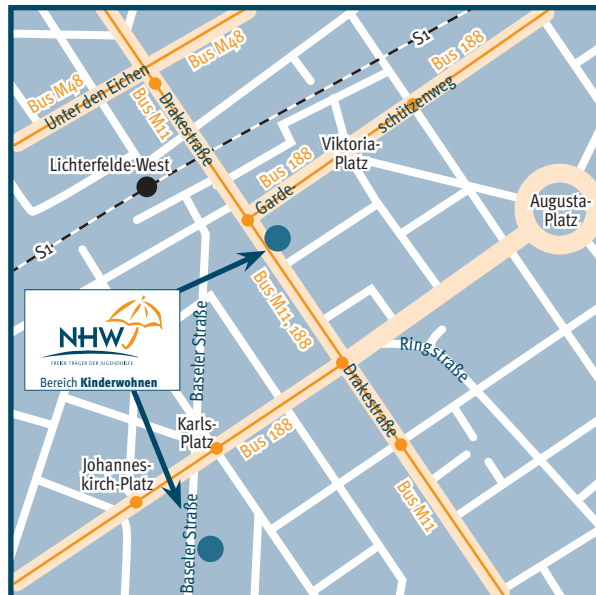 S1
Bus 188
Bus M48
Bus M48
Unter den Eichen
Bus M11
Drakestraße
schützenweg
Viktoria-
Platz
Lichterfelde-West
Bus 188
Garde-
Augusta-
Platz
S1
Bus M11, 188
Baseler Straße
NHW
FREIER TRÄGER DER JUGENDHILFE
Bereich Kinderwohnen
Ringstraße
Drakestraße
Karls-
Platz
Bus 188
Johannes-
kirch-Platz
Bus M11
Baseler Straße